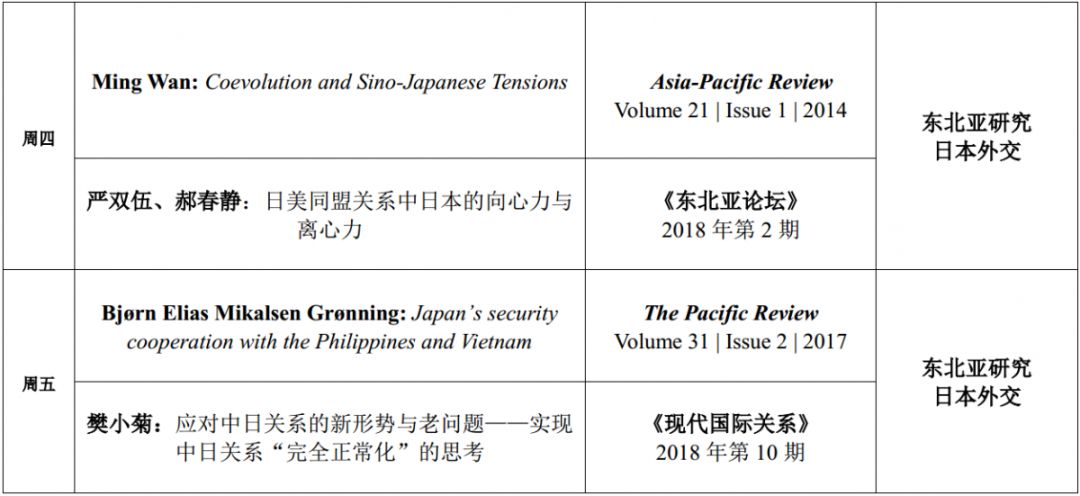 周四
Ming Wan: Coevolution and Sino-Japanese Tensions
Asia-Pacific Review
Volume 21 | Issue 1 | 2014
严双伍、郝春静：日美同盟关系中日本的向心力与
离心力
《东北亚论坛》
2018 年第 2 期
东北亚研究
日本外交
周五
Bjørn Elias Mikalsen Grønning: Japan’s security
cooperation with the Philippines and Vietnam
The Pacific Review
Volume 31 | Issue 2 | 2017
樊小菊：应对中日关系的新形势与老问题——实现
中日关系“完全正常化”的思考
《现代国际关系》
2018 年第 10 期
东北亚研究
日本外交